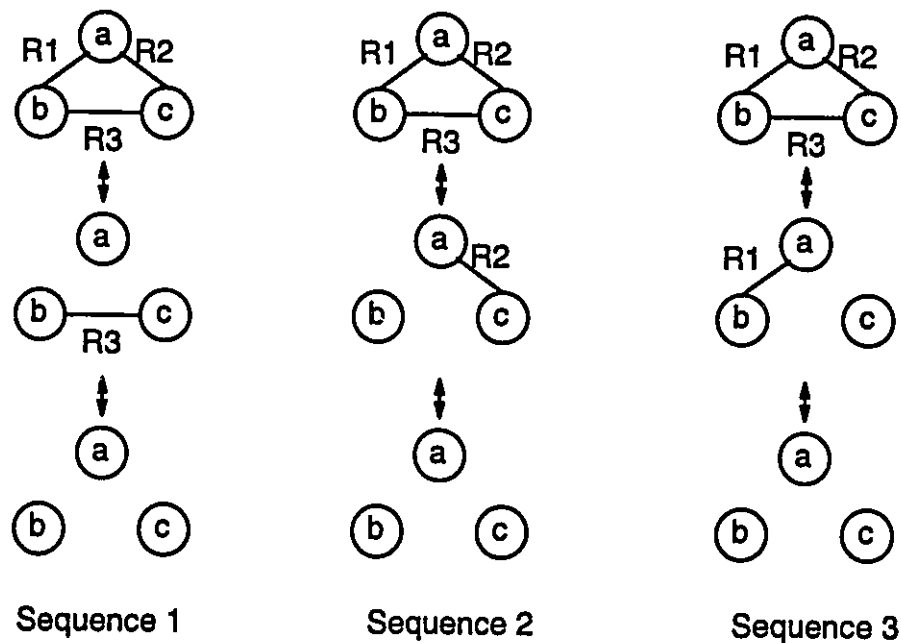 a a a
R1 R2 R1 R2 R1 R2
b c b c b c
R3 R3 R3
a a a
R2 R1
b c b c b c
R3
a a a
b c b c b c
Sequence 1 Sequence 2 Sequence 3